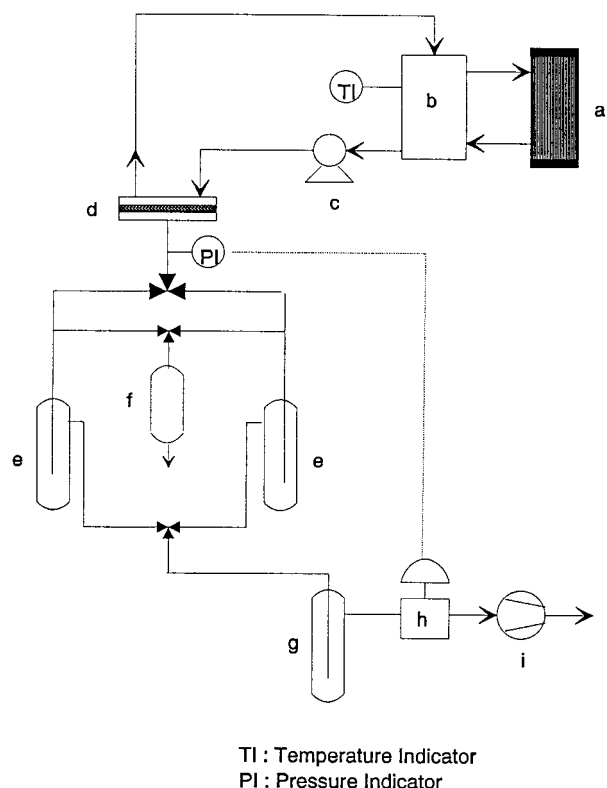 TI
b
a
c
d
PI
f
e
e
g
h
i
TI : Temperature Indicator
PI : Pressure Indicator